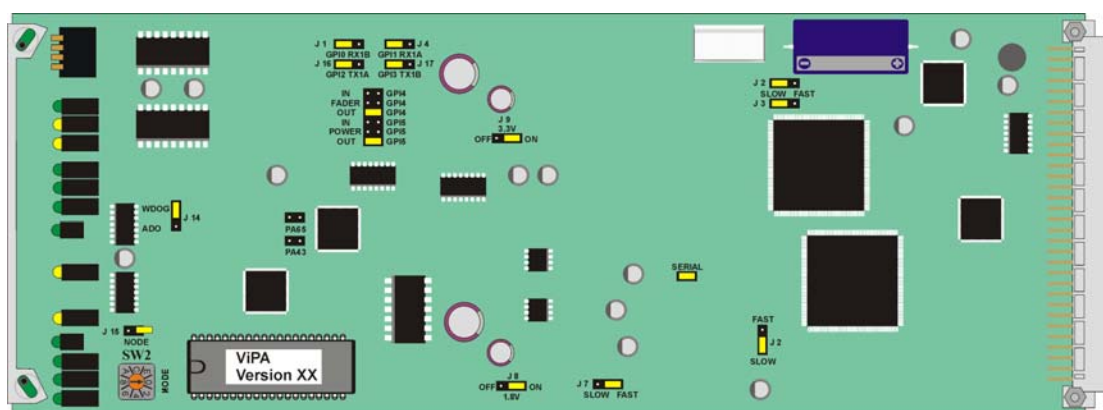 J 1 J 4
GPI0 RX1B GPI1 RX1A
J 16 J 17
GPI2 TX1A GPI3 TX1B
IN GPI4
FADER GPI4
OUT GPI4
IN GPI5
POWER GPI5
OUT GPI5
J 9
3.3V
OFF ON
J 2
SLOW FAST
J 3
WDOG
J 14
ADO
PA65
PA43
SERIAL
J 15
NODE
SW2
NODE
ViPA
Version XX
FAST
J 2
SLOW
J 8
OFF ON
1.8V
J 7
SLOW FAST